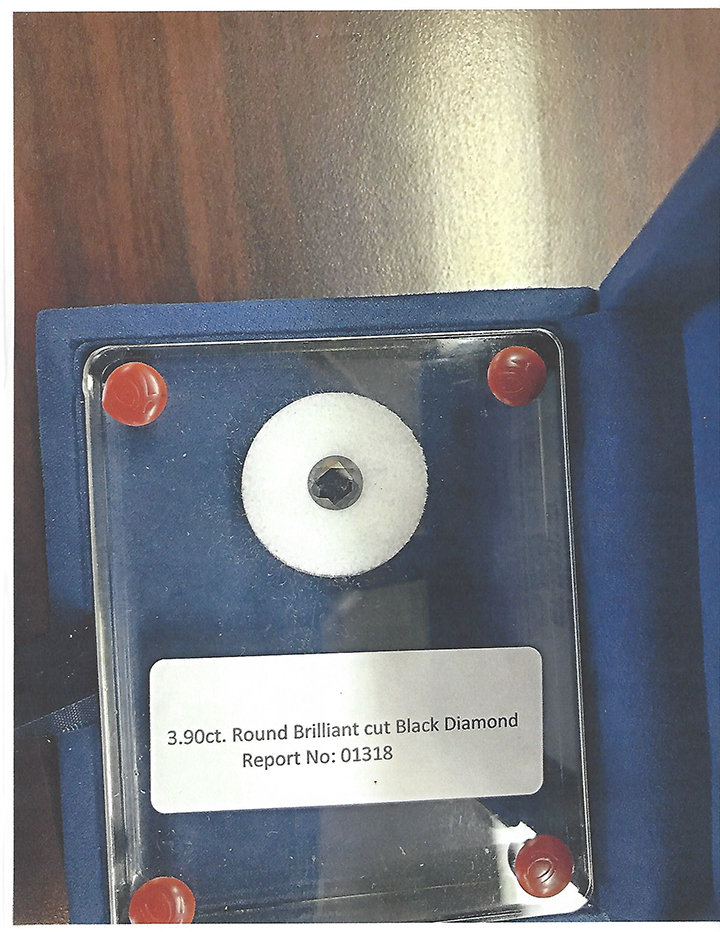 3.90ct. Round Brilliant cut Black Diamond
Report No: 01318